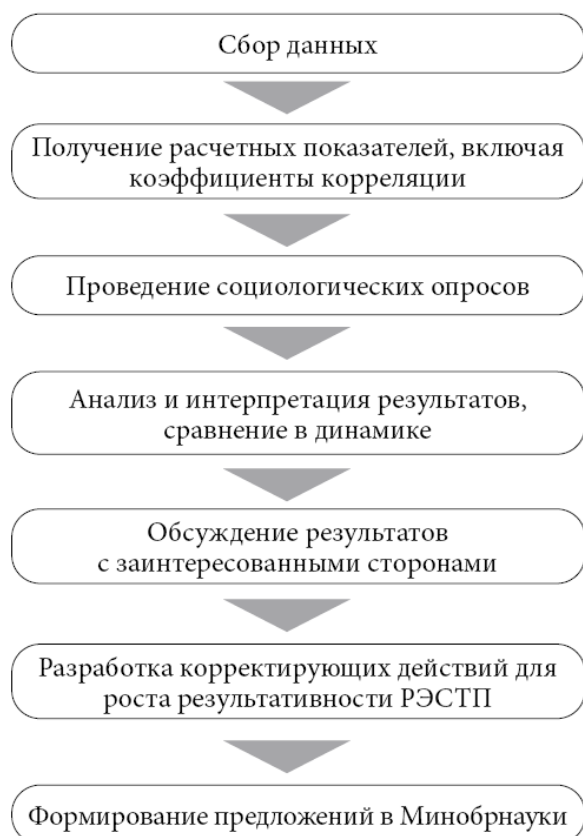 Сбор данных
Получение расчетных показателей, включая
коэффициенты корреляции
Проведение социологических опросов
Анализ и интерпретация результатов,
сравнение в динамике
Обсуждение результатов
с заинтересованными сторонами
Разработка корректирующих действий для
роста результативности РЭСТП
Формирование предложений в Минобрнауки